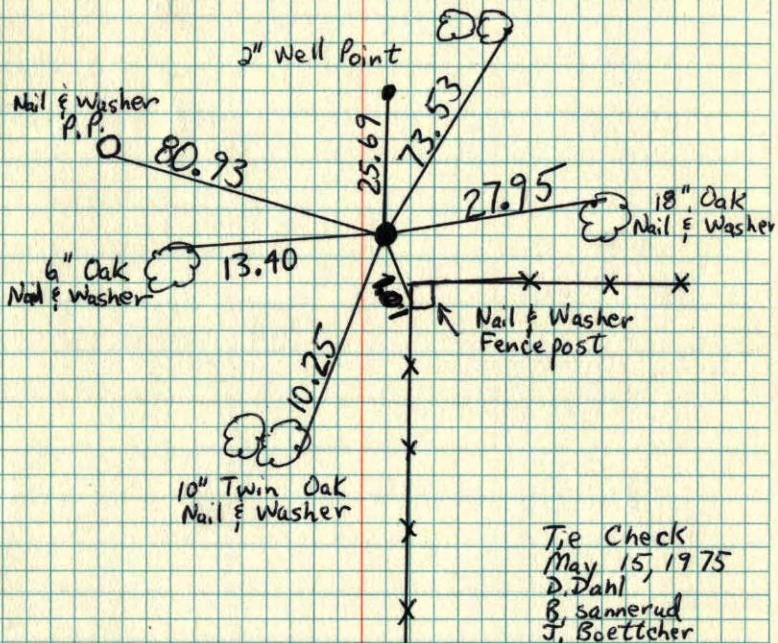 2" Well Point
Nail & Washer
P.P.
80.93
25.69
73.53
27.95
18" Oak
Nail & Washer
6" Oak
Nail & Washer
13.40
Nail & Washer
Fencepost
10.25
10" Twin Oak
Nail & Washer
Tie Check
May 15, 1975
D. Dahl
B. Sannerud
J. Boettcher